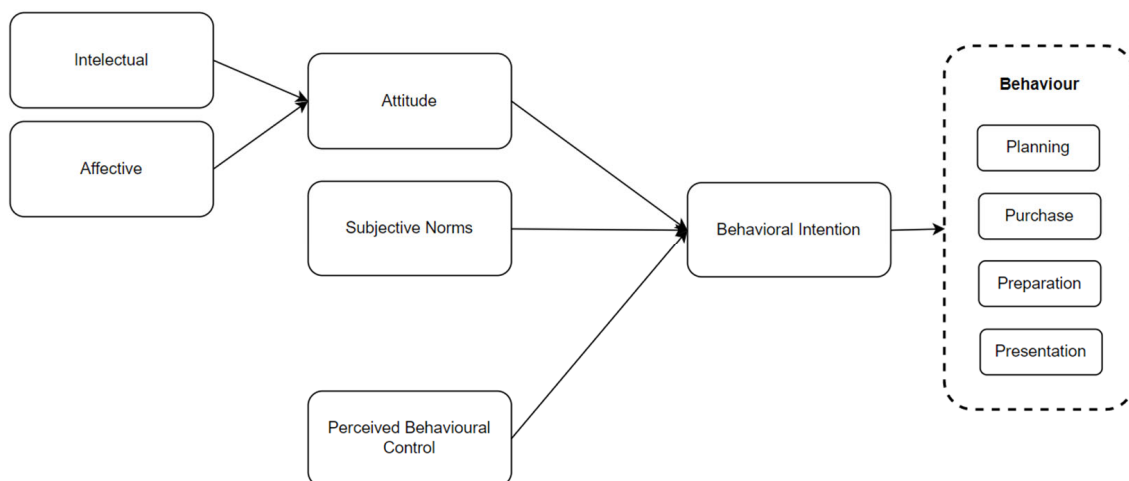 Intelectual
Affective
Attitude
Subjective Norms
Perceived Behavioural
Control
Behavioral Intention
Behaviour
Planning
Purchase
Preparation
Presentation